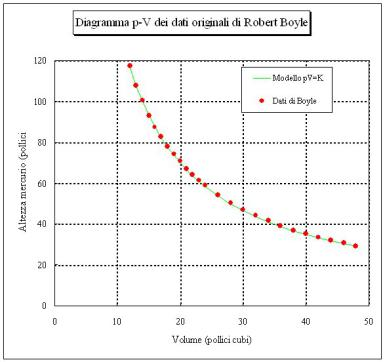 Diagramma p-V dei dati originali di Robert Boyle
Modello pV=K
Dati di Boyle
Altezza mercurio (pollici
120
100
80
60
40
20
0
0 10 20 30 40 50
Volume (pollici cubi)